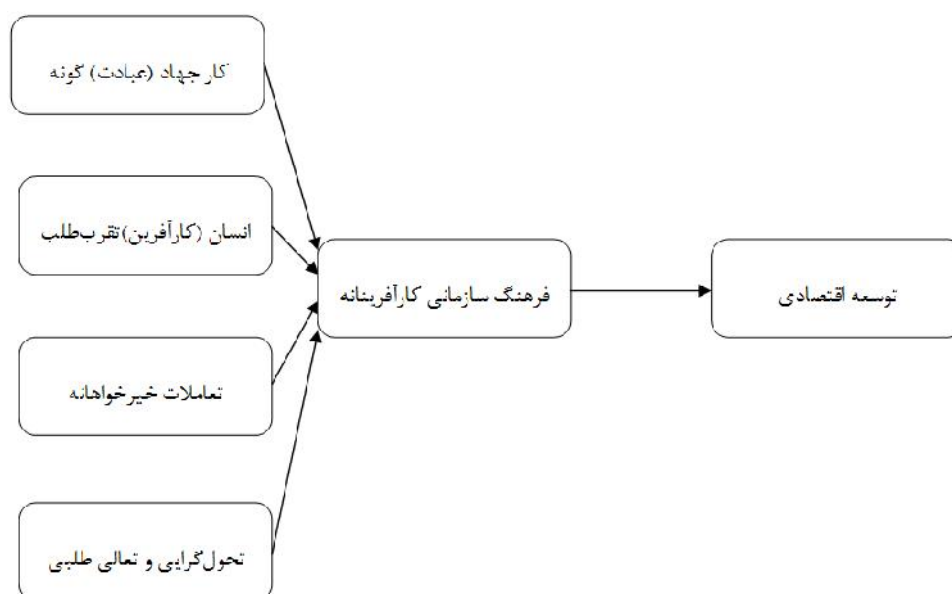 کار جهاد (عبادت) گونه
انسان (کارآفرین)تقرب‌طلب
فرهنگ سازمانی کارآفرینانه
توسعه اقتصادی
تعاملات خیرخواهانه
تحول‌گرایی و تعالی طلبی